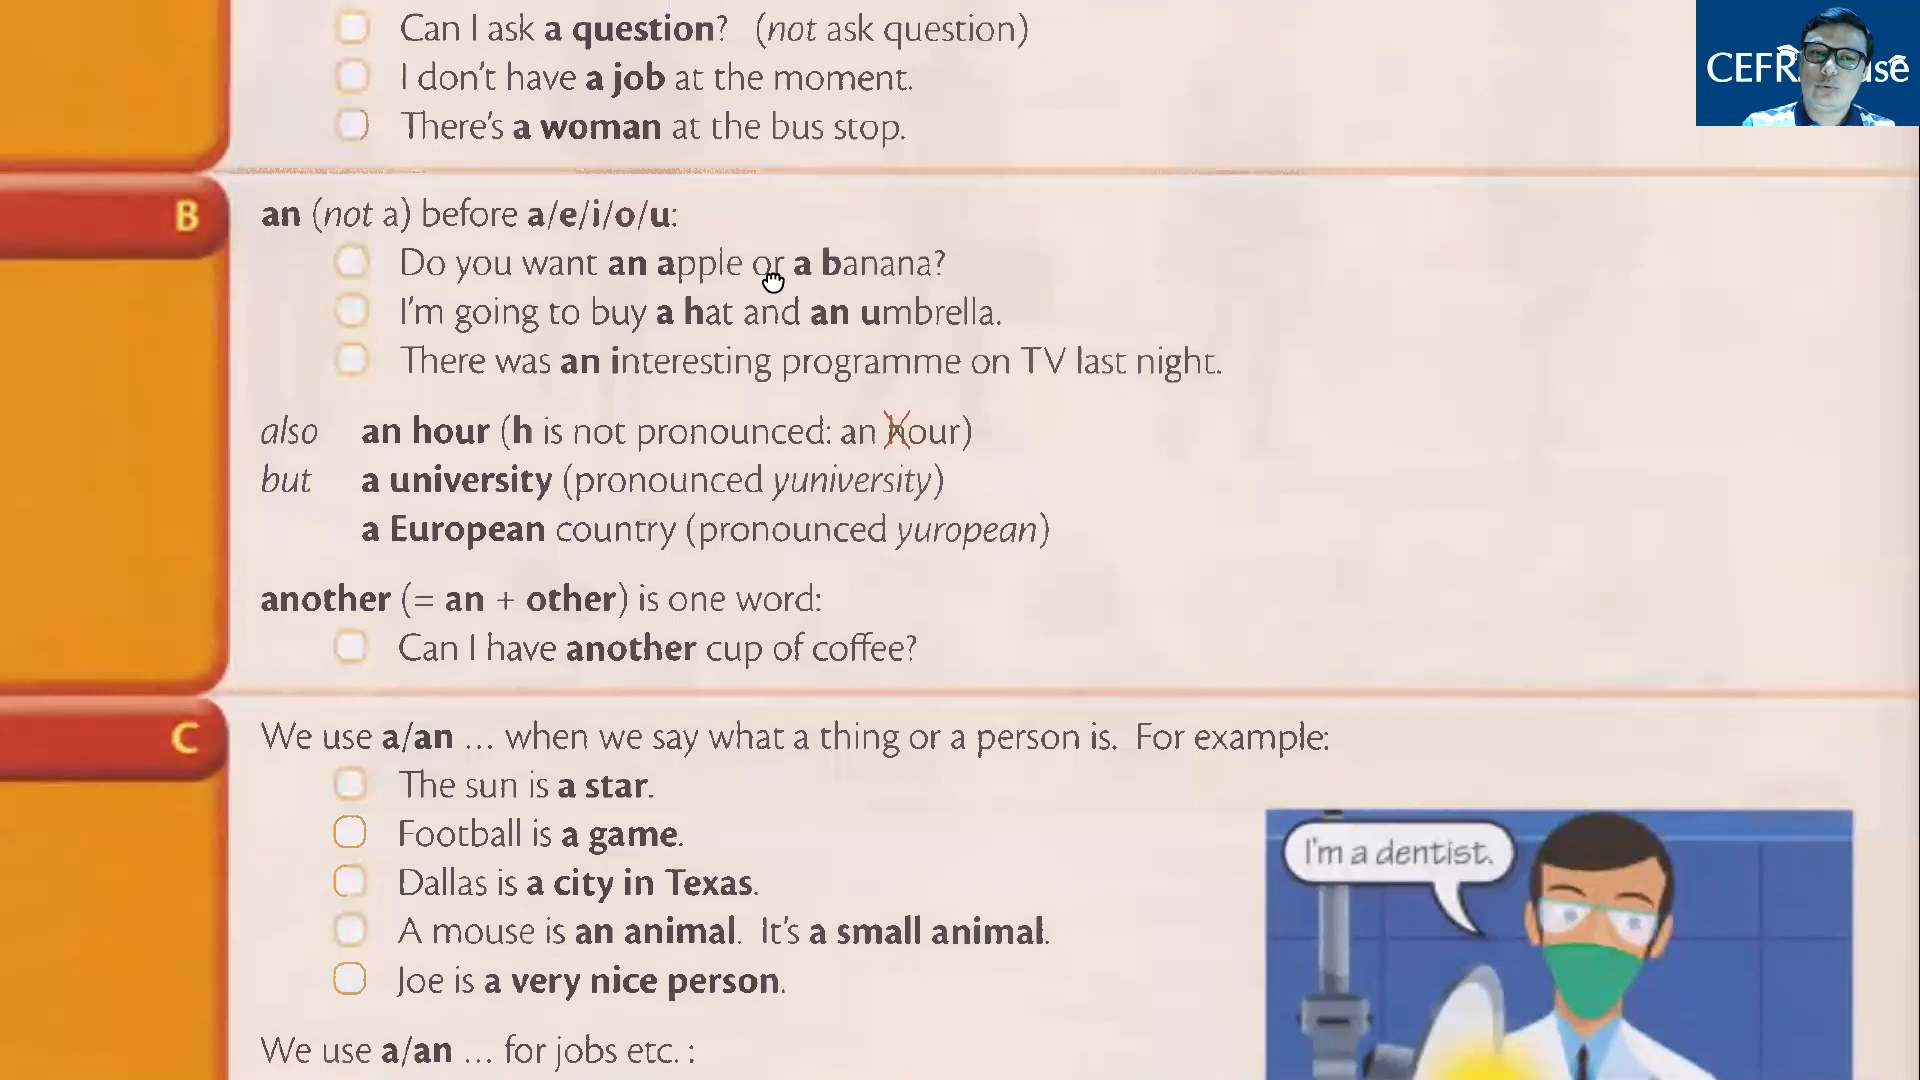 Can I ask a question? (not ask question)
I don't have a job at the moment.
There's a woman at the bus stop.
B
an (not a) before a/e/i/o/u:
Do you want an apple or a banana?
I'm going to buy a hat and an umbrella.
There was an interesting programme on TV last night.
also an hour (h is not pronounced: an hour)
but a university (pronounced yuniversity)
a European country (pronounced yuropean)
another (= an + other) is one word:
Can I have another cup of coffee?
C
We use a/an ... when we say what a thing or a person is. For example:
The sun is a star.
Football is a game.
Dallas is a city in Texas.
A mouse is an animal. It's a small animal.
Joe is a very nice person.
We use a/an ... for jobs etc. :
I'm a dentist.
CEFR